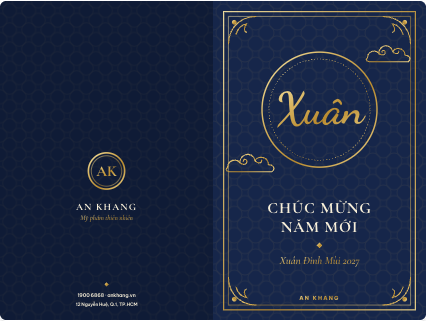 AK
AN KHANG
Mỹ phẩm thiên nhiên
1900 6868 · ankhang.vn
12 Nguyễn Huệ, Q.1, TP. HCM
Xuân
CHÚC MỪNG
NĂM MỚI
Xuân Đinh Mùi 2027
AN KHANG